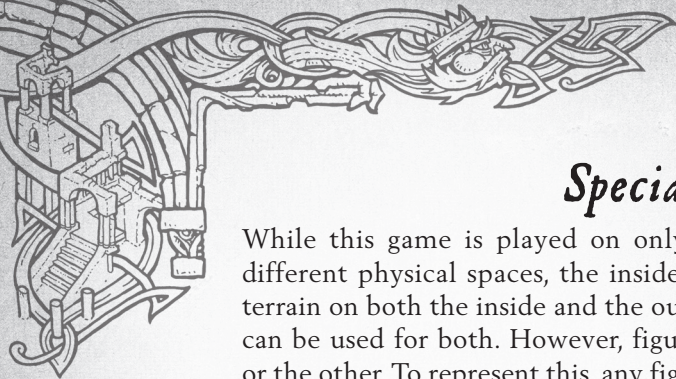 Specia
While this game is played on only
different physical spaces, the inside
terrain on both the inside and the ou
can be used for both. However, figu
or the other. To represent this, any fig